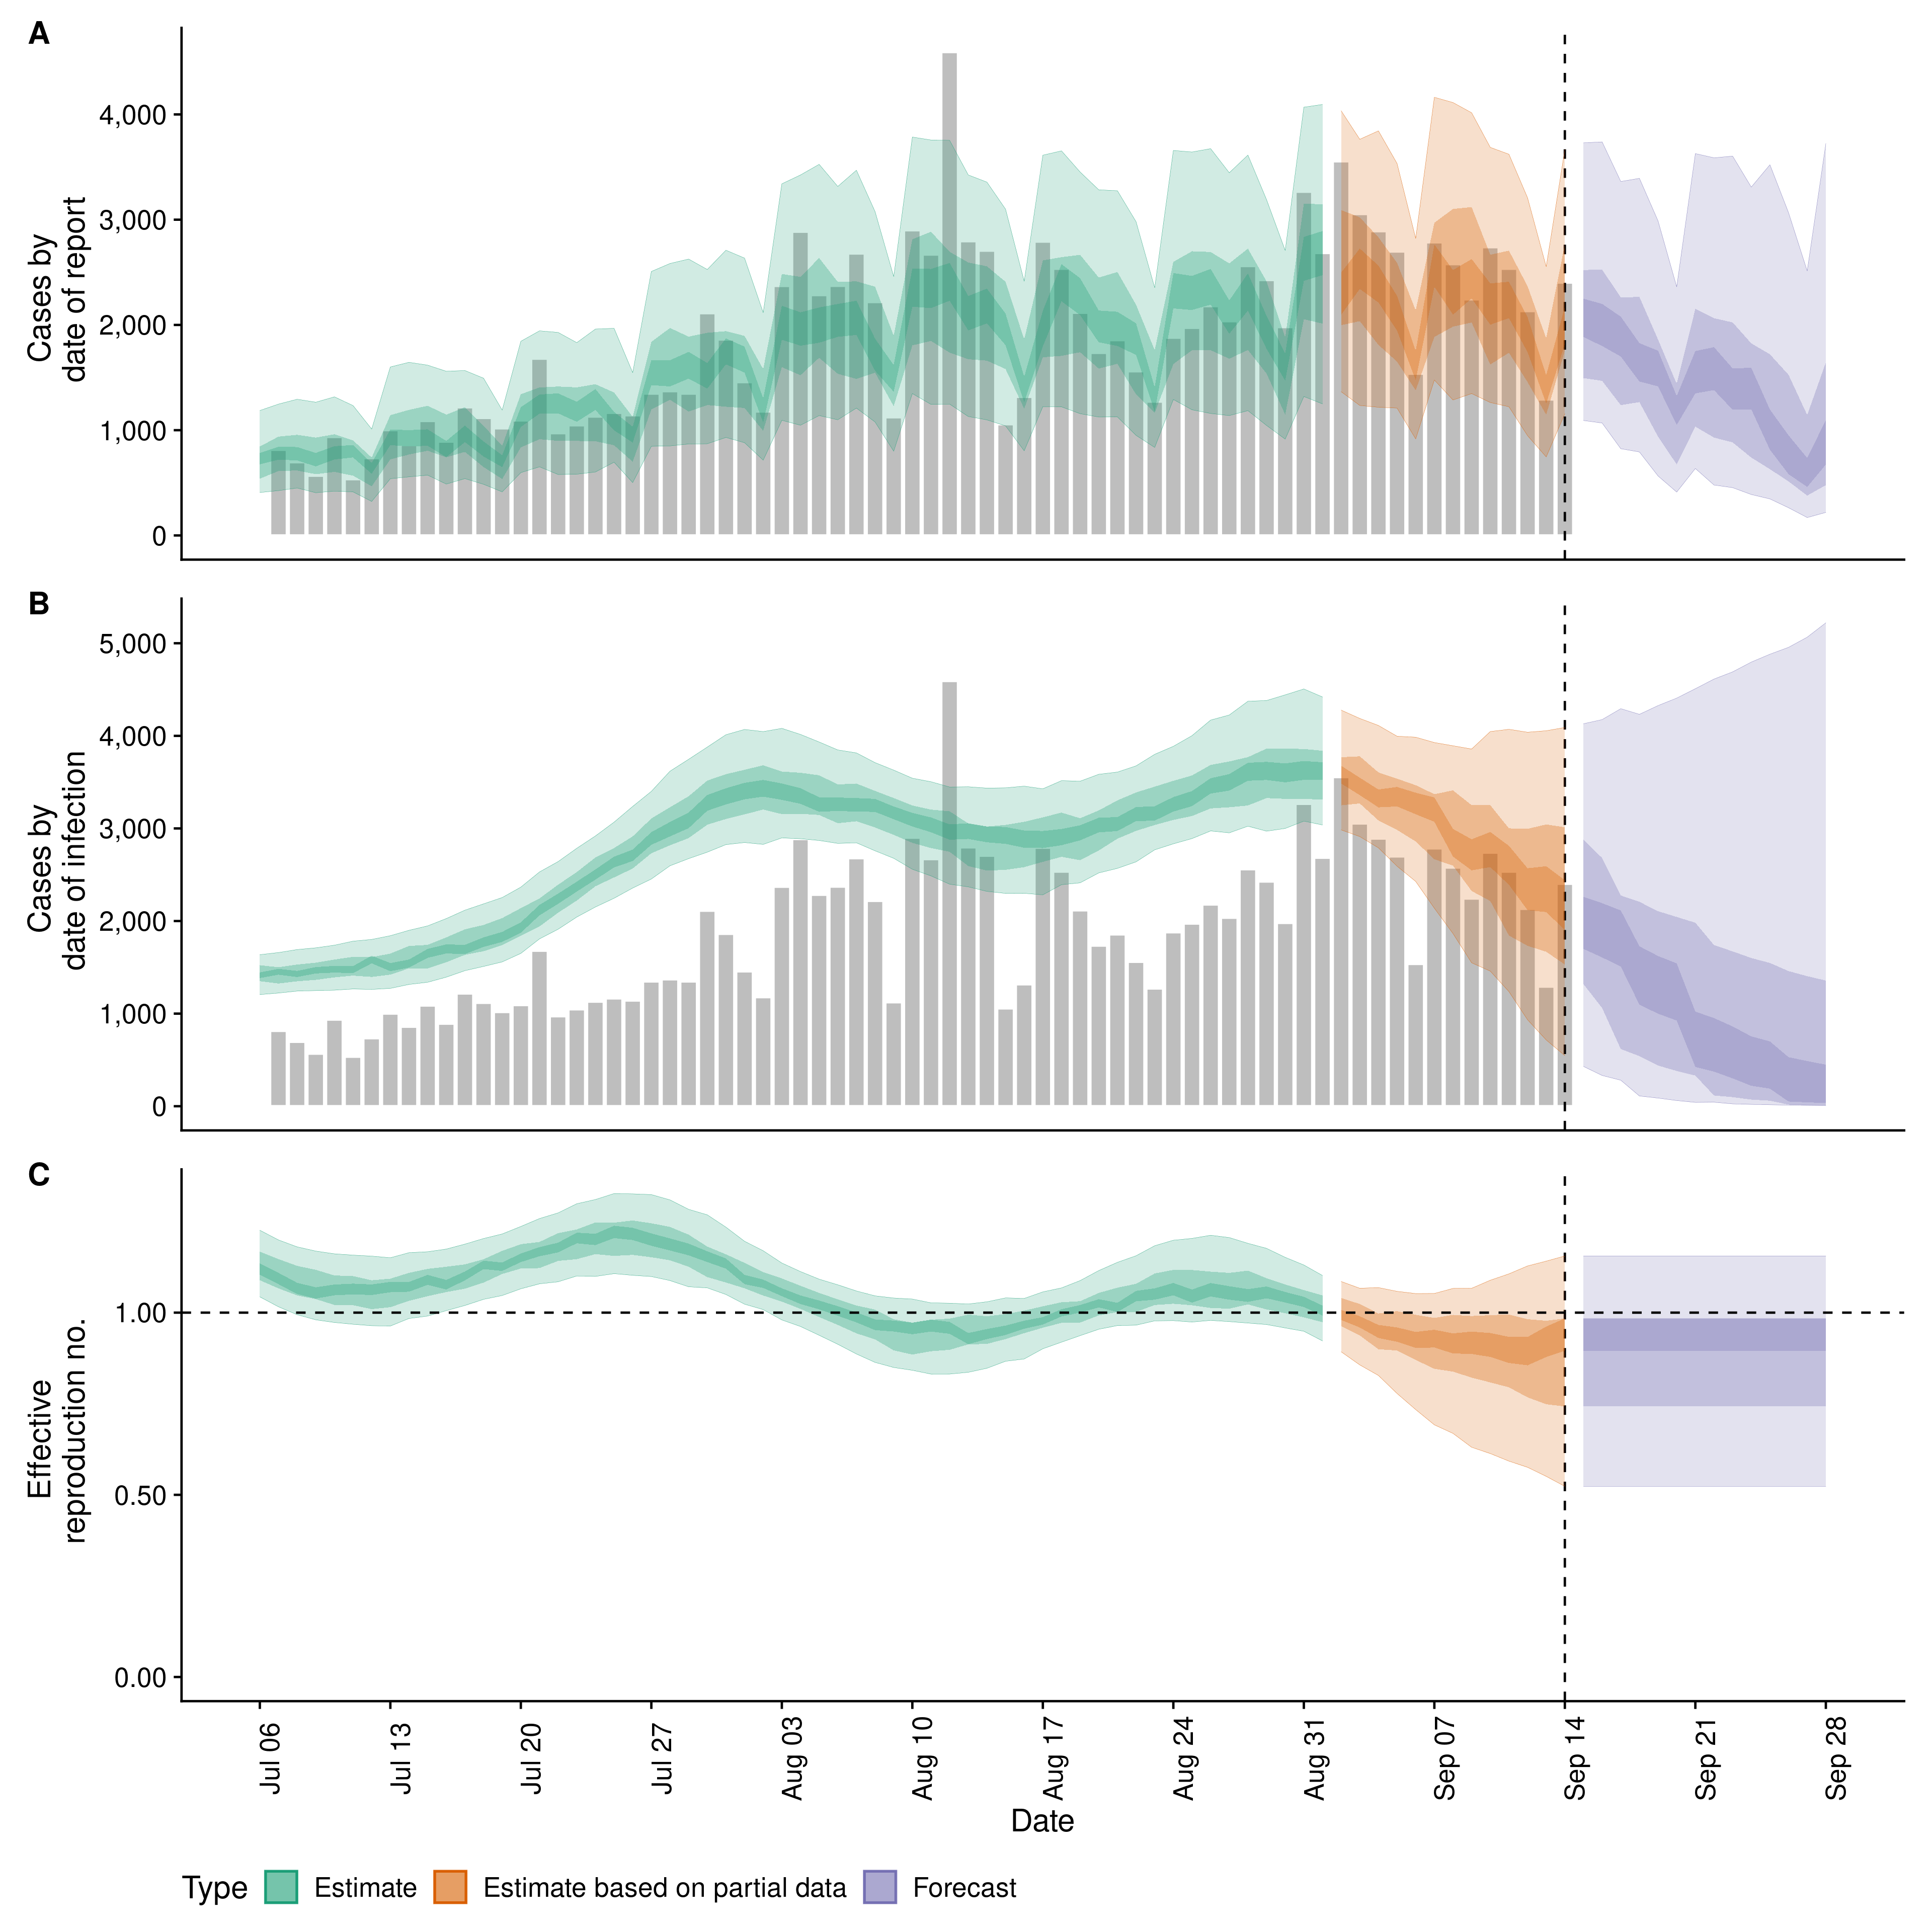 A
Cases by
date of report
4,000
3,000
2,000
1,000
0
B
Cases by
date of infection
5,000
4,000
3,000
2,000
1,000
0
C
Effective
reproduction no.
1.00
0.50
0.00
Jul 06
Jul 13
Jul 20
Jul 27
Aug 03
Aug 10
Aug 17
Aug 24
Aug 31
Sep 07
Sep 14
Sep 21
Sep 28
Date
Type Estimate Estimate based on partial data Forecast